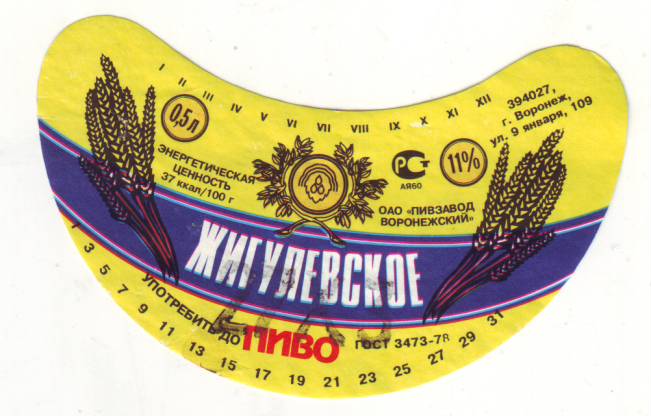 I II III IV V VI VII VIII IX X XI XII
394027,
г. Воронеж,
ул. 9 января, 109
0,5л
ЭНЕРГЕТИЧЕСКАЯ
ЦЕННОСТЬ
37 ккал/100 г
РСТ
АЯ60
11%
ОАО «ПИВЗАВОД
ВОРОНЕЖСКИЙ»
ЖИГУЛЕВСКОЕ
УПОТРЕБИТЬ ДО
ПИВО
ГОСТ 3473-78
1 3 5 7 9 11 13 15 17 19 21 23 25 27 29 31